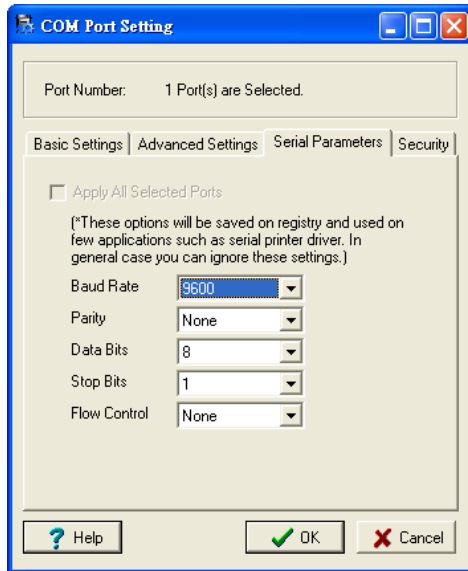 COM Port Setting
Port Number: 1 Port(s) are Selected.
Basic Settings Advanced Settings Serial Parameters Security
Apply All Selected Ports
(*These options will be saved on registry and used on
few applications such as serial printer driver. In
general case you can ignore these settings.)
Baud Rate 9600
Parity None
Data Bits 8
Stop Bits 1
Flow Control None
? Help OK Cancel